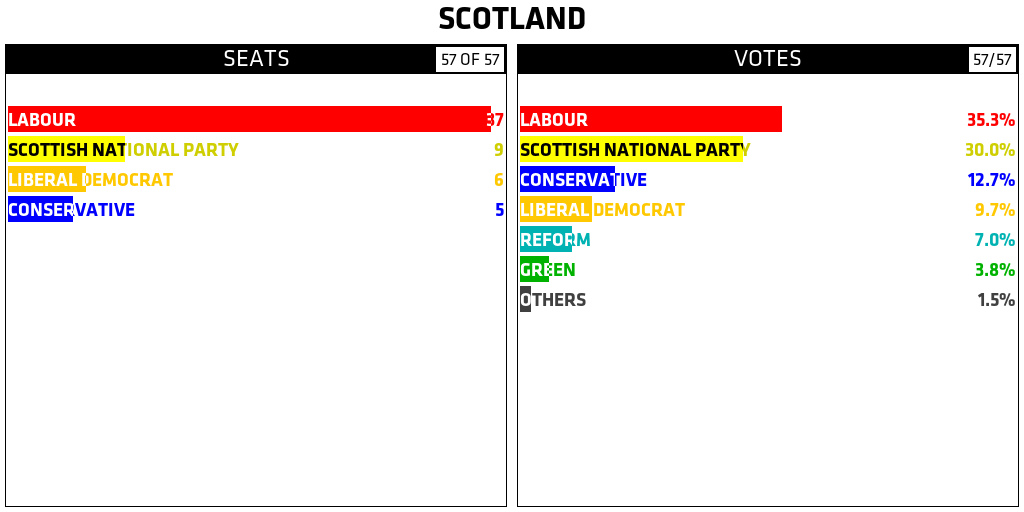 SCOTLAND
SEATS 57 OF 57
LABOUR 37
SCOTTISH NATIONAL PARTY 9
LIBERAL DEMOCRAT 6
CONSERVATIVE 5
VOTES 57/57
LABOUR 35.3%
SCOTTISH NATIONAL PARTY 30.0%
CONSERVATIVE 12.7%
LIBERAL DEMOCRAT 9.7%
REFORM 7.0%
GREEN 3.8%
OTHERS 1.5%